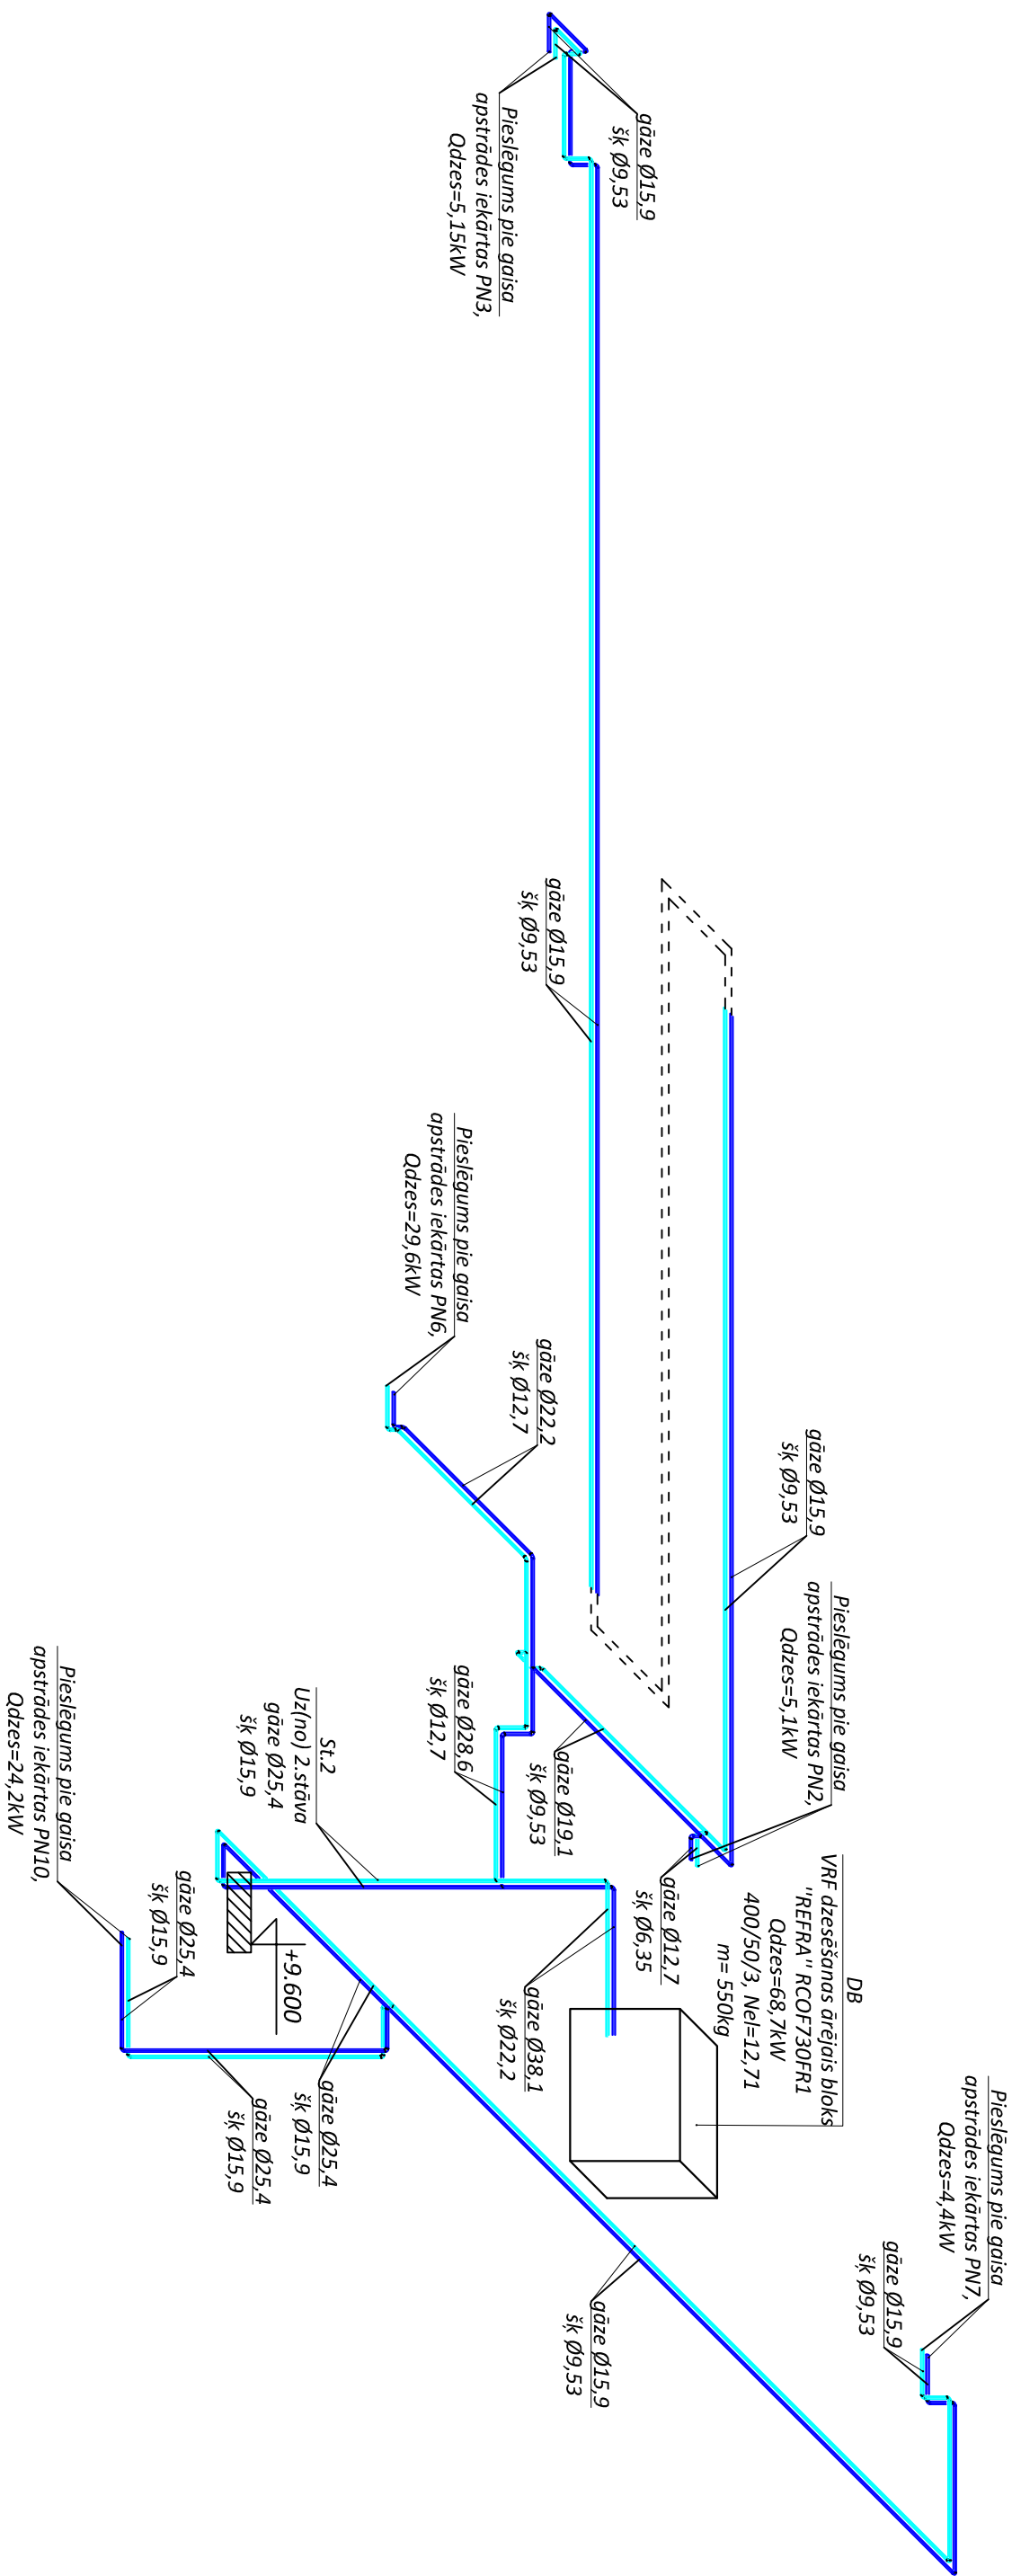 gāze Ø15,9
šķ Ø9,53
Pieslēgums pie gaisa
apstrādes iekārtas PN3,
Qdzes=5,15kW
gāze Ø15,9
šķ Ø9,53
Pieslēgums pie gaisa
apstrādes iekārtas PN6,
Qdzes=29,6kW
gāze Ø22,2
šķ Ø12,7
gāze Ø15,9
šķ Ø9,53
Pieslēgums pie gaisa
apstrādes iekārtas PN2,
Qdzes=5,1kW
gāze Ø28,6
šķ Ø12,7
gāze Ø19,1
šķ Ø9,53
St.2
Uz(no) 2.stāva
gāze Ø25,4
šķ Ø15,9
gāze Ø12,7
šķ Ø6,35
DB
VRF dzesēšanas ārējais bloks
"REFRA" RCOF730FR1
Qdzes=68,7kW
400/50/3, Nel=12,71
m= 550kg
Pieslēgums pie gaisa
apstrādes iekārtas PN10,
Qdzes=24,2kW
gāze Ø25,4
šķ Ø15,9
+9.600
gāze Ø38,1
šķ Ø22,2
gāze Ø25,4
šķ Ø15,9
gāze Ø25,4
šķ Ø15,9
Pieslēgums pie gaisa
apstrādes iekārtas PN7,
Qdzes=4,4kW
gāze Ø15,9
šķ Ø9,53
gāze Ø15,9
šķ Ø9,53